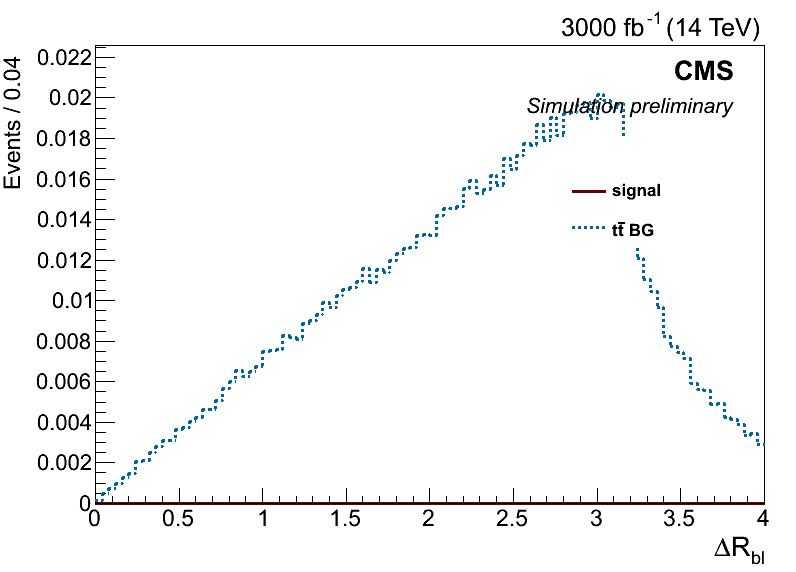 3000 fb⁻¹ (14 TeV)
CMS
Simulation preliminary
signal
tt̄ BG
Events / 0.04
0.022
0.02
0.018
0.016
0.014
0.012
0.01
0.008
0.006
0.004
0.002
0
0 0.5 1 1.5 2 2.5 3 3.5 4
ΔR_bl